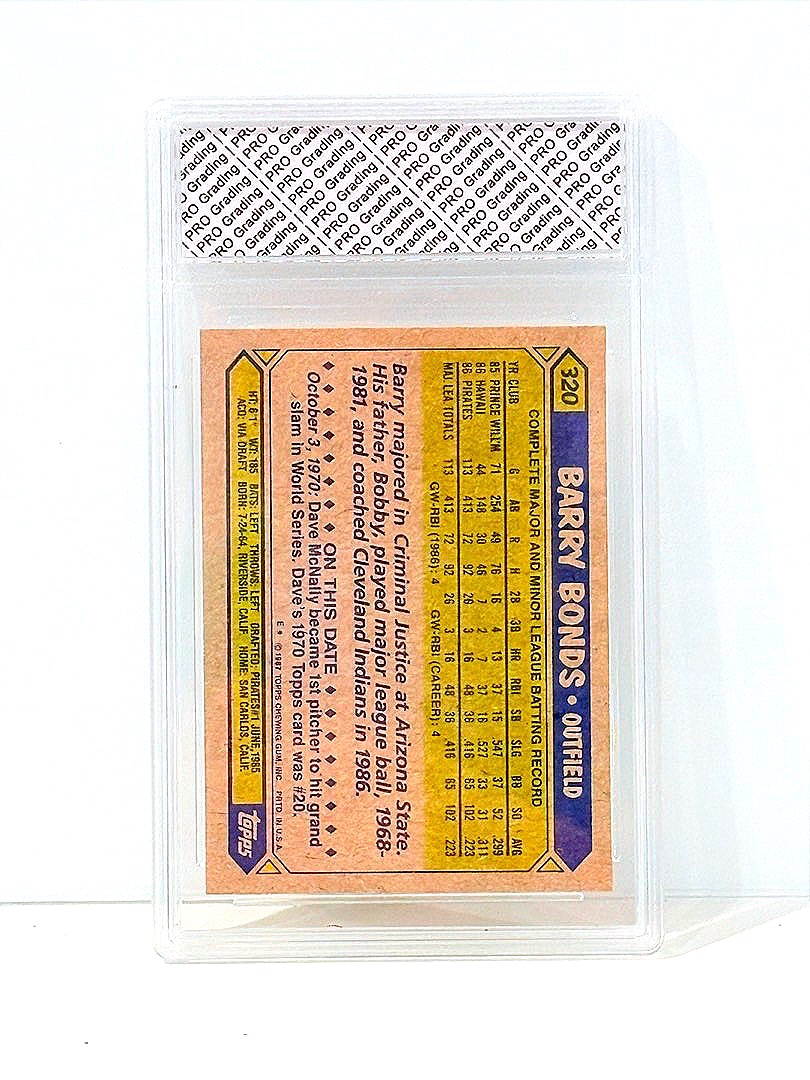 PRO Grading
320
BARRY BONDS • OUTFIELD
COMPLETE MAJOR AND MINOR LEAGUE BATTING RECORD
YR CLUB G AB R H 2B 3B HR RBI SB SLG BB SO AVG
85 PRINCE WILL'M 71 254 49 76 16 4 13 37 15 .547 37 52 .299
86 HAWAII 44 148 30 46 7 2 7 37 16 .527 33 31 .311
86 PIRATES 113 413 72 92 26 3 16 48 36 .416 65 102 .223
MAJ. LEA. TOTALS 113 413 72 92 26 3 16 48 36 .416 65 102 .223
GW-RBI (1986): 4 GW-RBI (CAREER): 4
Barry majored in Criminal Justice at Arizona State.
His father, Bobby, played major league ball, 1968-
1981, and coached Cleveland Indians in 1986.
♦ ♦ ♦ ♦ ♦ ♦ ♦ ♦ ON THIS DATE ♦ ♦ ♦ ♦ ♦ ♦ ♦ ♦
October 3, 1970: Dave McNally became 1st pitcher to hit grand
slam in World Series. Dave's 1970 Topps card was #20.
© 1987 TOPPS CHEWING GUM, INC. PRTD. IN U.S.A.
HT: 6'1" WT: 185 BATS: LEFT THROWS: LEFT DRAFTED: PIRATES #1 JUNE, 1985
ACQ: VIA DRAFT BORN: 7-24-64, RIVERSIDE, CALIF. HOME: SAN CARLOS, CALIF.
Topps